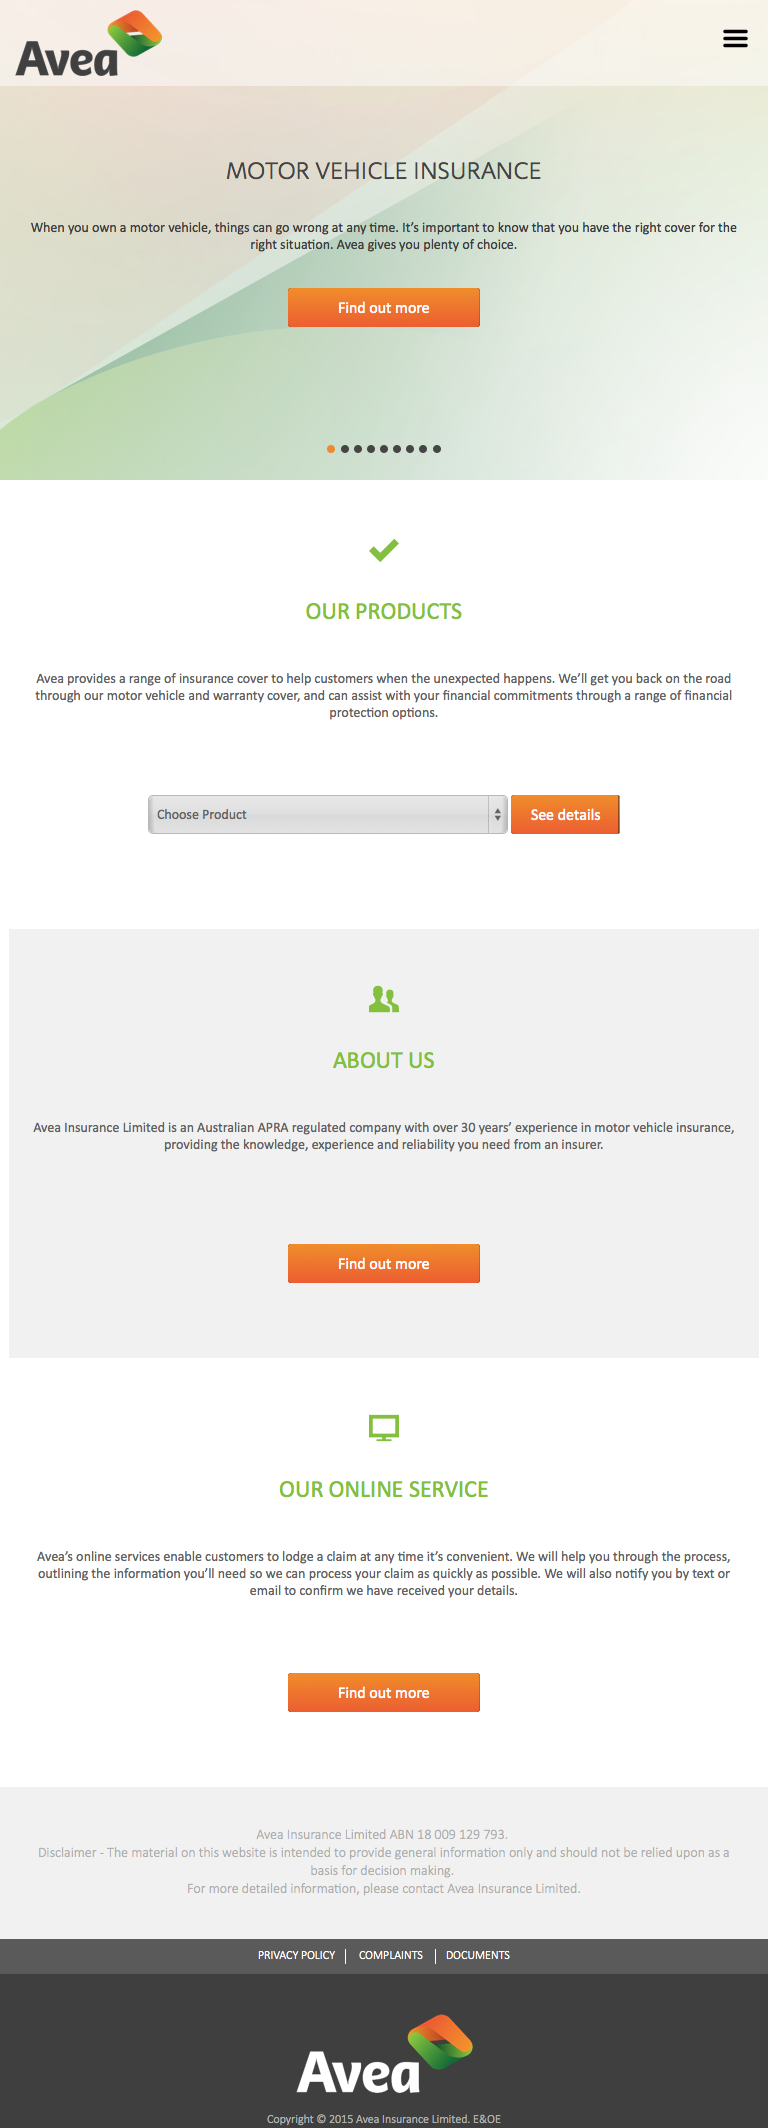 Avea
MOTOR VEHICLE INSURANCE
When you own a motor vehicle, things can go wrong at any time. It’s important to know that you have the right cover for the
right situation. Avea gives you plenty of choice.
Find out more
OUR PRODUCTS
Avea provides a range of insurance cover to help customers when the unexpected happens. We’ll get you back on the road
through our motor vehicle and warranty cover, and can assist with your financial commitments through a range of financial
protection options.
Choose Product
See details
ABOUT US
Avea Insurance Limited is an Australian APRA regulated company with over 30 years’ experience in motor vehicle insurance,
providing the knowledge, experience and reliability you need from an insurer.
Find out more
OUR ONLINE SERVICE
Avea’s online services enable customers to lodge a claim at any time it’s convenient. We will help you through the process,
outlining the information you’ll need so we can process your claim as quickly as possible. We will also notify you by text or
email to confirm we have received your details.
Find out more
Avea Insurance Limited ABN 18 009 129 793.
Disclaimer - The material on this website is intended to provide general information only and should not be relied upon as a
basis for decision making.
For more detailed information, please contact Avea Insurance Limited.
PRIVACY POLICY | COMPLAINTS | DOCUMENTS
Avea
Copyright © 2015 Avea Insurance Limited. E&OE